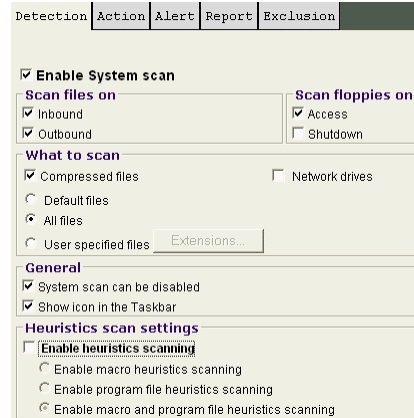 Detection Action Alert Report Exclusion
Enable System scan
Scan files on
Inbound
Outbound
Scan floppies on
Access
Shutdown
What to scan
Compressed files
Network drives
Default files
All files
User specified files Extensions...
General
System scan can be disabled
Show icon in the Taskbar
Heuristics scan settings
Enable heuristics scanning
Enable macro heuristics scanning
Enable program file heuristics scanning
Enable macro and program file heuristics scanning